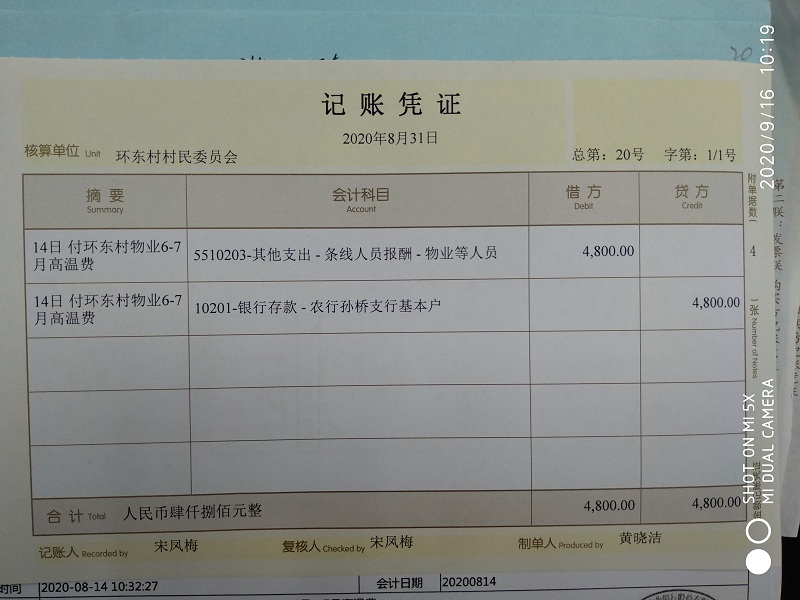 20
记账凭证
2020年8月31日
核算单位 Unit 环东村村民委员会
总第：20号 字第：1/1号
摘要 Summary
会计科目 Account
借方 Debit
贷方 Credit
14日 付环东村物业6-7
月高温费
5510203-其他支出 - 条线人员报酬 - 物业等人员
4,800.00
14日 付环东村物业6-7
月高温费
10201-银行存款 - 农行孙桥支行基本户
4,800.00
合计 Total 人民币肆仟捌佰元整
4,800.00
4,800.00
记账人 Recorded by 宋凤梅
复核人 Checked by 宋凤梅
制单人 Produced by 黄晓洁
附单据数（ 4 ）张 Number of Notes
第二联：发票联
时间 2020-08-14 10:32:27
会计日期 20200814
2020/9/16 10:19
SHOT ON MI 5X
MI DUAL CAMERA